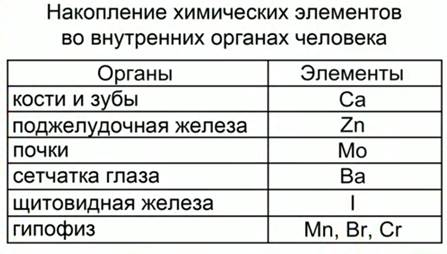 Накопление химических элементов
во внутренних органах человека
Органы Элементы
кости и зубы Ca
поджелудочная железа Zn
почки Mo
сетчатка глаза Ba
щитовидная железа I
гипофиз Mn, Br, Cr